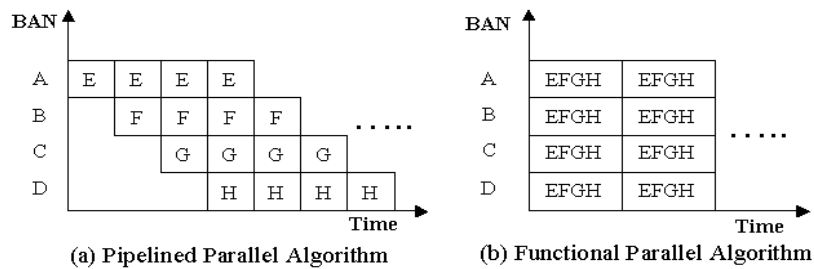 BAN
A E E E E
B F F F F
C G G G G
D H H H H
.....
Time
(a) Pipelined Parallel Algorithm
BAN
A EFGH EFGH
B EFGH EFGH
C EFGH EFGH
D EFGH EFGH
.....
Time
(b) Functional Parallel Algorithm